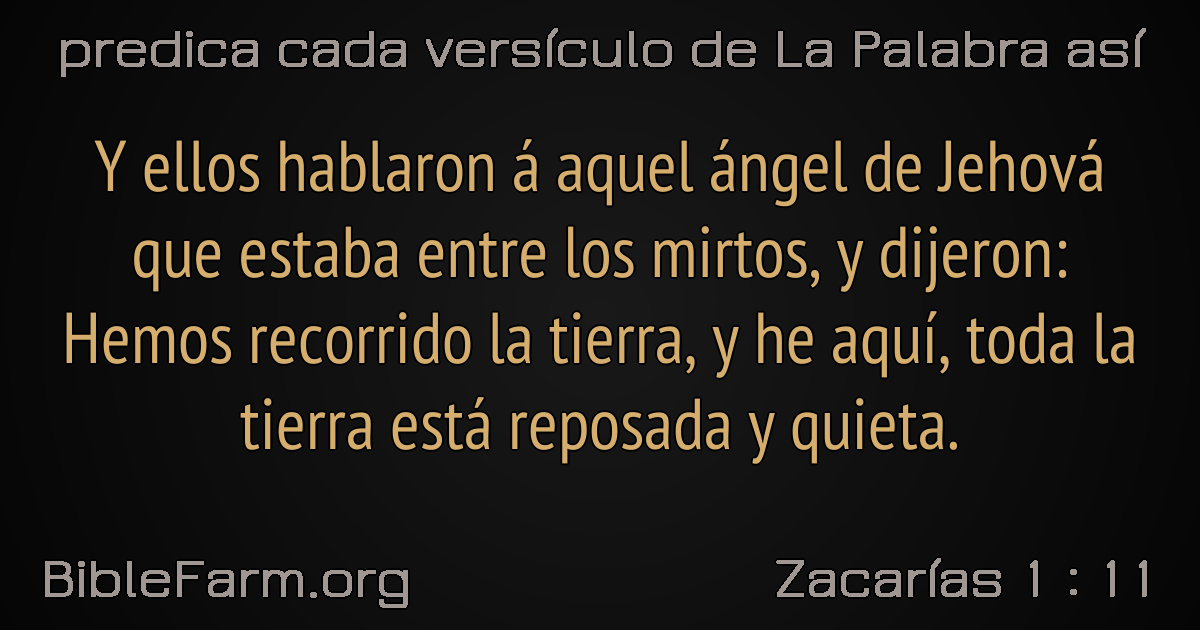 predica cada versículo de La Palabra así
Y ellos hablaron á aquel ángel de Jehová
que estaba entre los mirtos, y dijeron:
Hemos recorrido la tierra, y he aquí, toda la
tierra está reposada y quieta.
BibleFarm.org
Zacarías 1 : 11